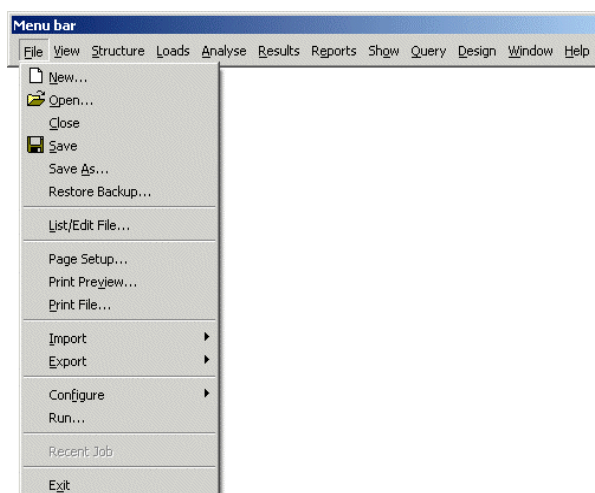 Menu bar
File View Structure Loads Analyse Results Reports Show Query Design Window Help
New...
Open...
Close
Save
Save As...
Restore Backup...
List/Edit File...
Page Setup...
Print Preview...
Print File...
Import
Export
Configure
Run...
Recent Job
Exit